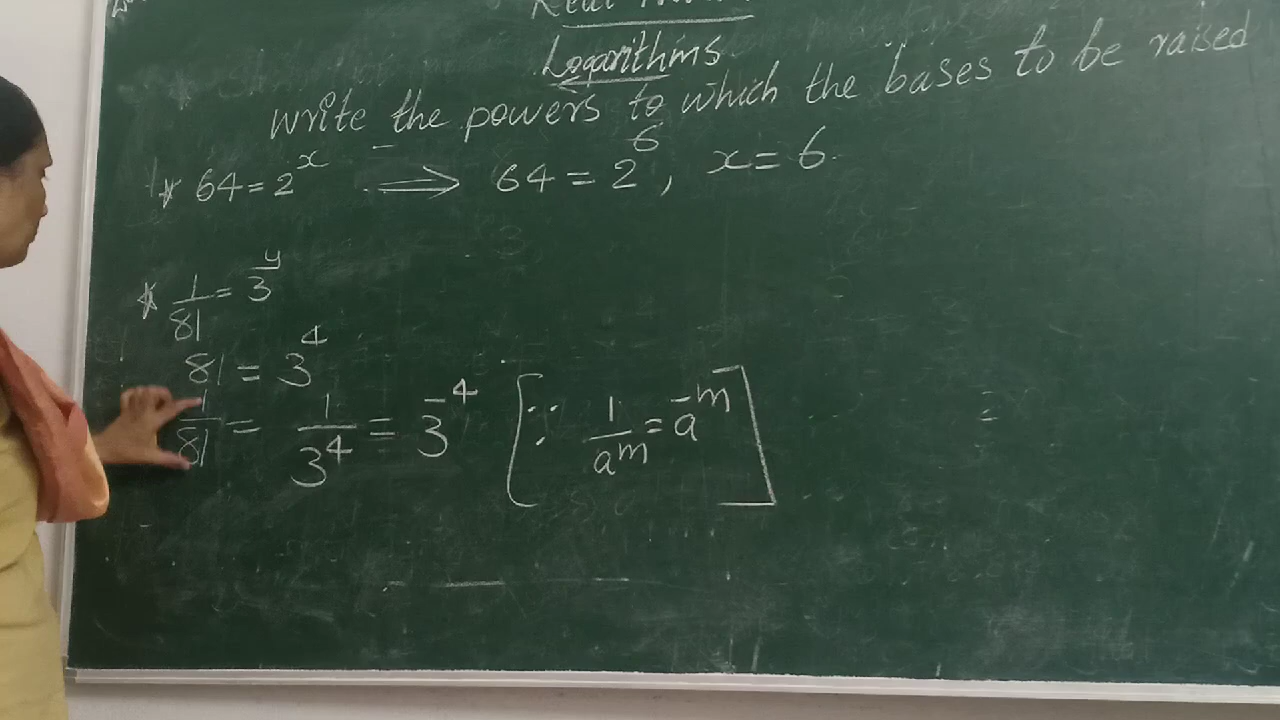 Logarithms
write the powers to which the bases to be raised
* 64 = 2^x ⟹ 64 = 2^6, x = 6.
* 1/81 = 3^y
81 = 3^4
1/81 = 1/3^4 = 3^-4 [∵ 1/a^m = a^-m]
=